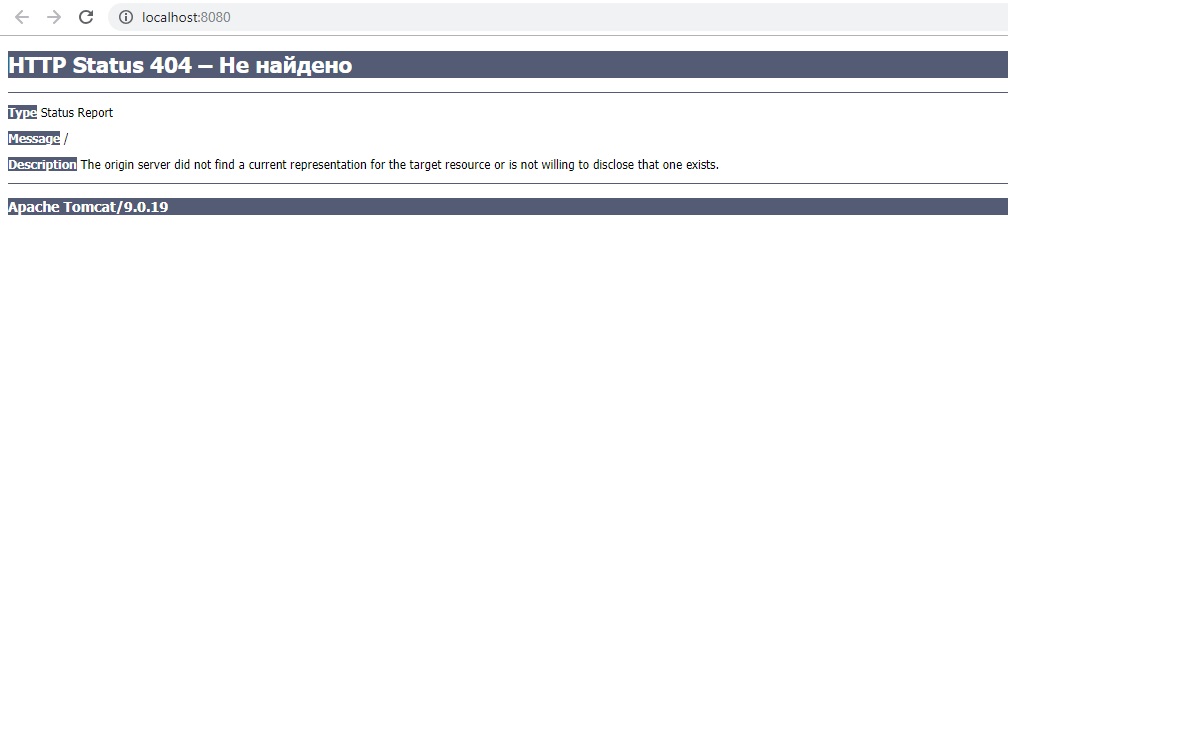 localhost:8080
HTTP Status 404 – Не найдено
Type Status Report
Message /
Description The origin server did not find a current representation for the target resource or is not willing to disclose that one exists.
Apache Tomcat/9.0.19